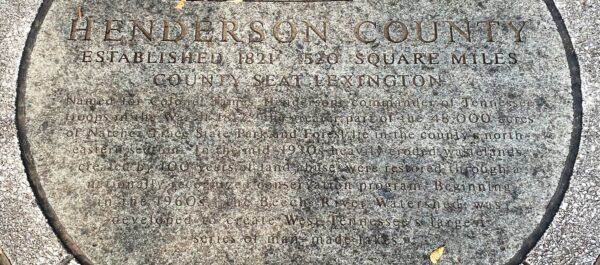 HENDERSON COUNTY
ESTABLISHED 1821 520 SQUARE MILES
COUNTY SEAT LEXINGTON
Named for Colonel James Henderson, commander of Tennessee
troops in the War of 1812. The greater part of the 48,000 acres
of Natchez Trace State Park and Forest lie in the county's north-
eastern section. In the mid 1930s heavily eroded wastelands
created by 100 years of land abuse were restored through a
nationally recognized conservation program. Beginning
in the 1960s the Beech River Watershed was
developed to create West Tennessee's largest
series of man-made lakes.